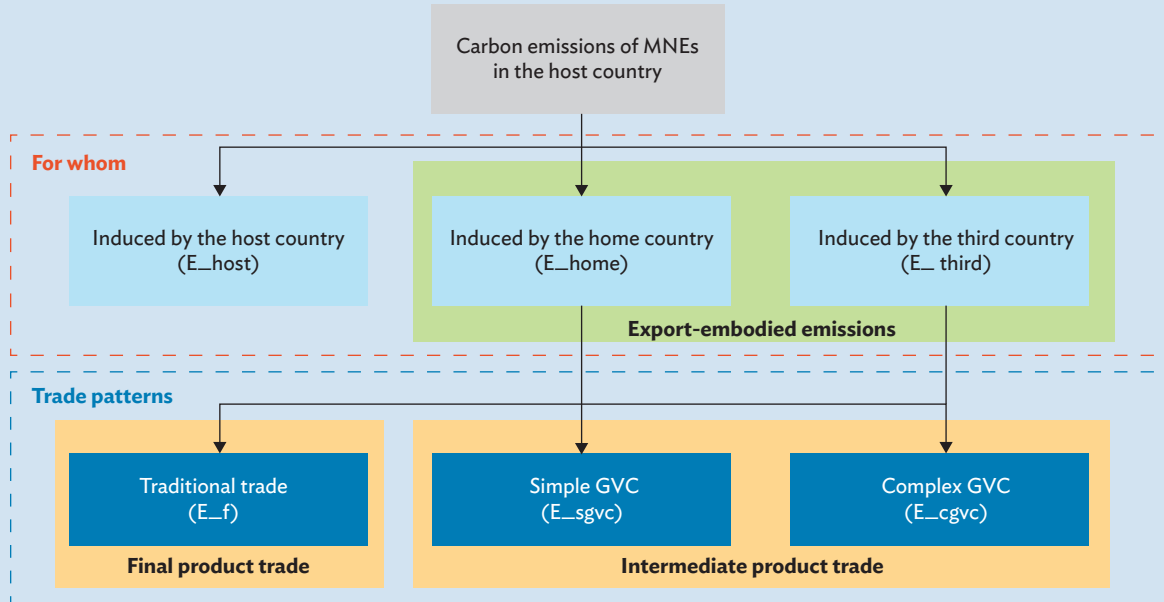 Carbon emissions of MNEs
in the host country
For whom
Induced by the host country
(E_host)
Induced by the home country
(E_home)
Induced by the third country
(E_ third)
Export-embodied emissions
Trade patterns
Traditional trade
(E_f)
Simple GVC
(E_sgvc)
Complex GVC
(E_cgvc)
Final product trade
Intermediate product trade